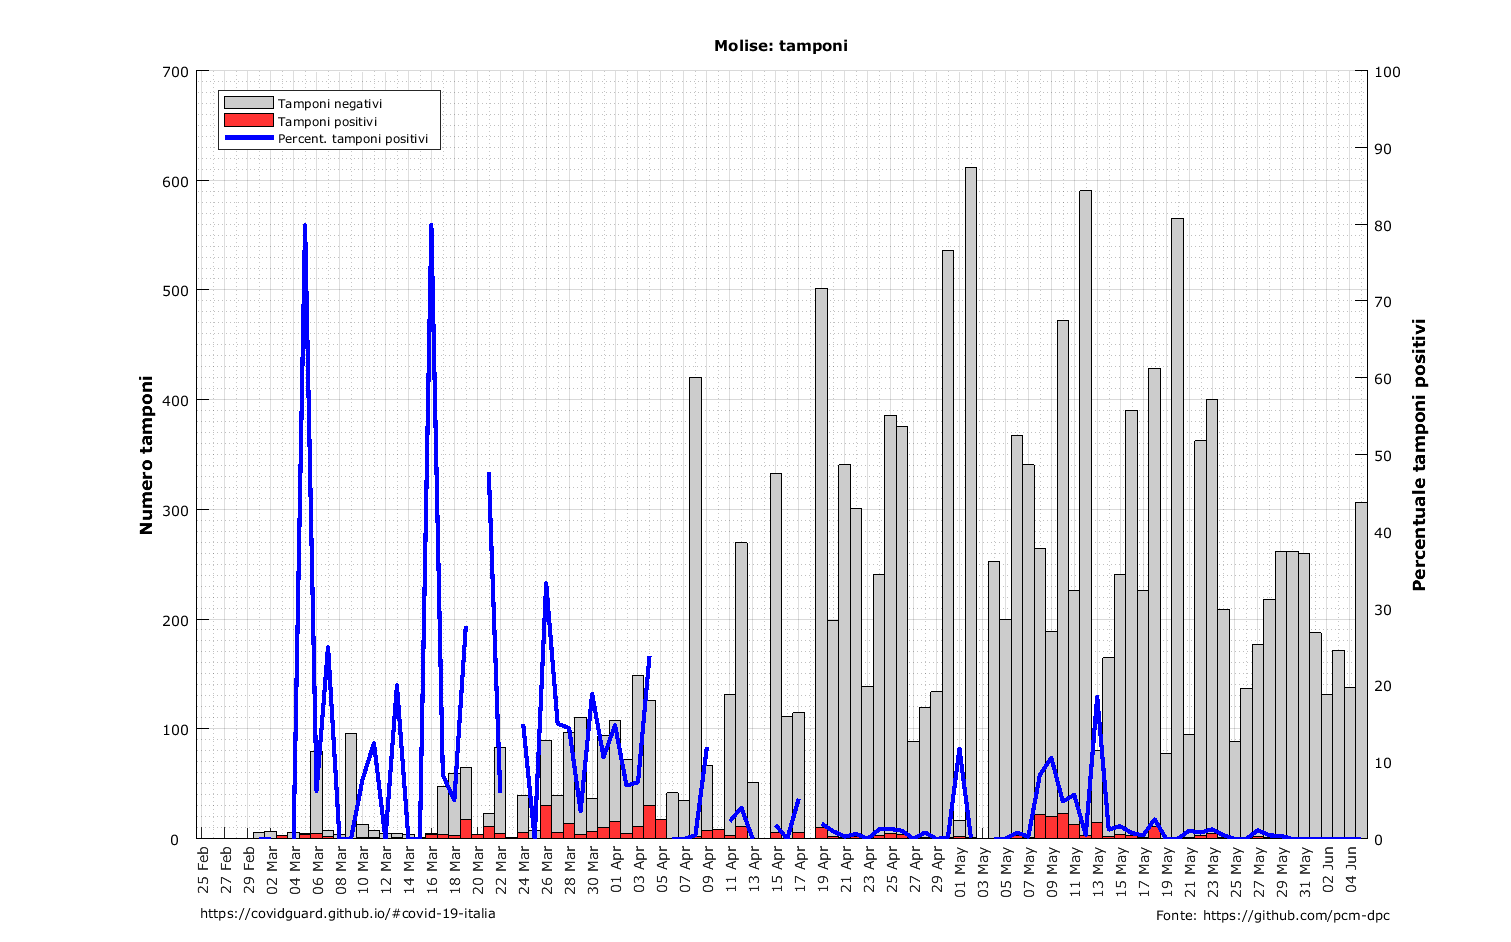 Molise: tamponi
Tamponi negativi
Tamponi positivi
Percent. tamponi positivi
Numero tamponi
700
600
500
400
300
200
100
0
100
90
80
70
60
50
40
30
20
10
0
Percentuale tamponi positivi
25 Feb
27 Feb
29 Feb
02 Mar
04 Mar
06 Mar
08 Mar
10 Mar
12 Mar
14 Mar
16 Mar
18 Mar
20 Mar
22 Mar
24 Mar
26 Mar
28 Mar
30 Mar
01 Apr
03 Apr
05 Apr
07 Apr
09 Apr
11 Apr
13 Apr
15 Apr
17 Apr
19 Apr
21 Apr
23 Apr
25 Apr
27 Apr
29 Apr
01 May
03 May
05 May
07 May
09 May
11 May
13 May
15 May
17 May
19 May
21 May
23 May
25 May
27 May
29 May
31 May
02 Jun
04 Jun
https://covidguard.github.io/#covid-19-italia
Fonte: https://github.com/pcm-dpc